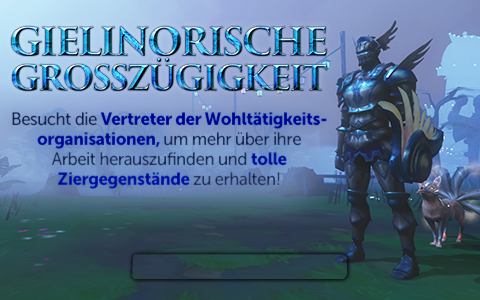 GIELINORISCHE
GROSSZÜGIGKEIT
Besucht die Vertreter der Wohltätigkeits-
organisationen, um mehr über ihre
Arbeit herauszufinden und tolle
Ziergegenstände zu erhalten!